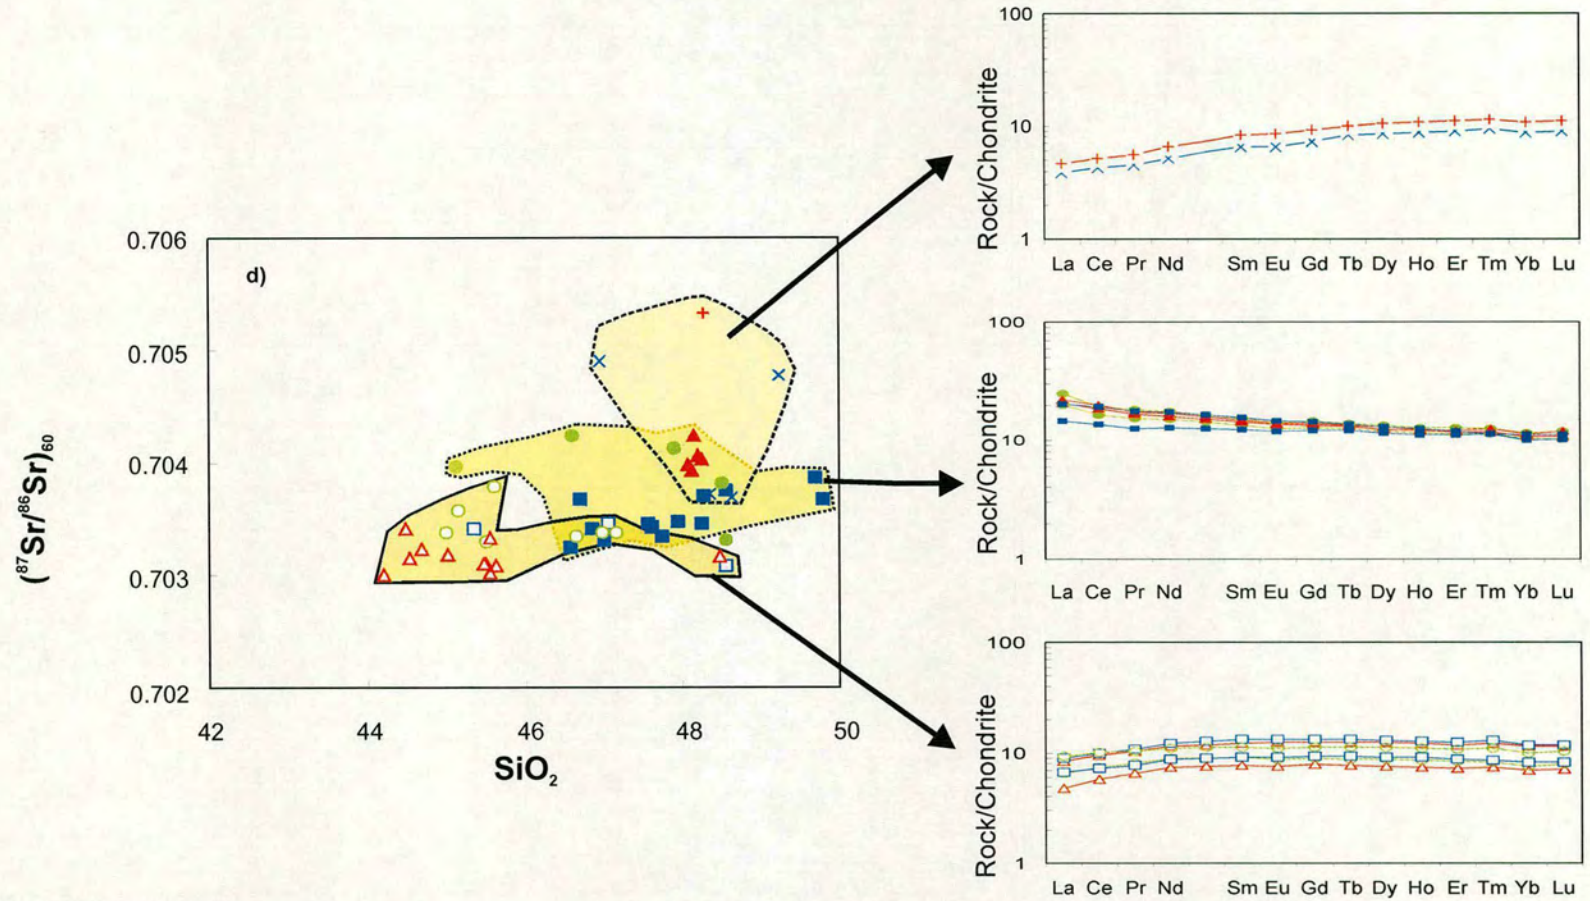 d)
0.706
0.705
0.704
0.703
0.702
(⁸⁷Sr/⁸⁶Sr)₆₀
42 44 46 48 50
SiO₂
100
10
1
Rock/Chondrite
La Ce Pr Nd Sm Eu Gd Tb Dy Ho Er Tm Yb Lu
100
10
1
Rock/Chondrite
La Ce Pr Nd Sm Eu Gd Tb Dy Ho Er Tm Yb Lu
100
10
1
Rock/Chondrite
La Ce Pr Nd Sm Eu Gd Tb Dy Ho Er Tm Yb Lu